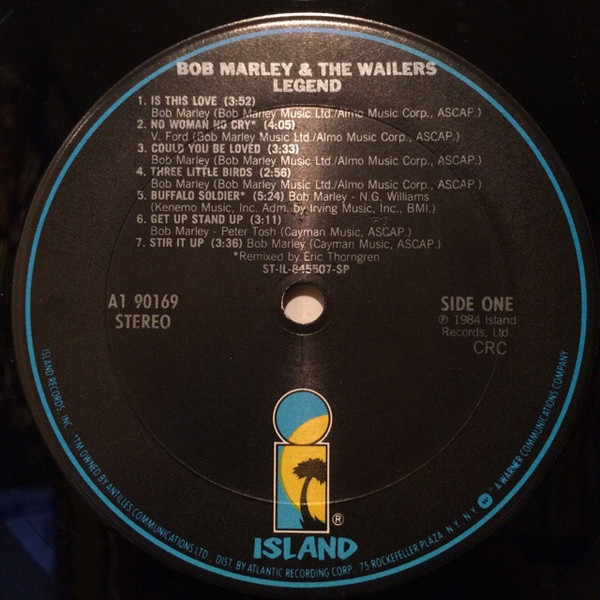 BOB MARLEY & THE WAILERS
LEGEND
1. IS THIS LOVE (3:52)
Bob Marley (Bob Marley Music Ltd./Almo Music Corp., ASCAP.)
2. NO WOMAN NO CRY* (4:05)
V. Ford (Bob Marley Music Ltd./Almo Music Corp., ASCAP.)
3. COULD YOU BE LOVED (3:33)
Bob Marley (Bob Marley Music Ltd./Almo Music Corp., ASCAP.)
4. THREE LITTLE BIRDS (2:56)
Bob Marley (Bob Marley Music Ltd./Almo Music Corp., ASCAP.)
5. BUFFALO SOLDIER* (5:24) Bob Marley - N.G. Williams
(Kenemo Music, Inc. Adm. by Irving Music, Inc., BMI.)
6. GET UP STAND UP (3:11)
Bob Marley - Peter Tosh (Cayman Music, ASCAP.)
7. STIR IT UP (3:36) Bob Marley (Cayman Music, ASCAP.)
*Remixed by Eric Thorngren
ST-IL-845507-SP
A1 90169
STEREO
SIDE ONE
℗ 1984 Island
Records, Ltd.
CRC
i®
ISLAND
ISLAND RECORDS, INC. ™ OWNED BY ANTILLES COMMUNICATIONS LTD., DIST. BY ATLANTIC RECORDING CORP., 75 ROCKEFELLER PLAZA, N.Y., N.Y. A WARNER COMMUNICATIONS COMPANY